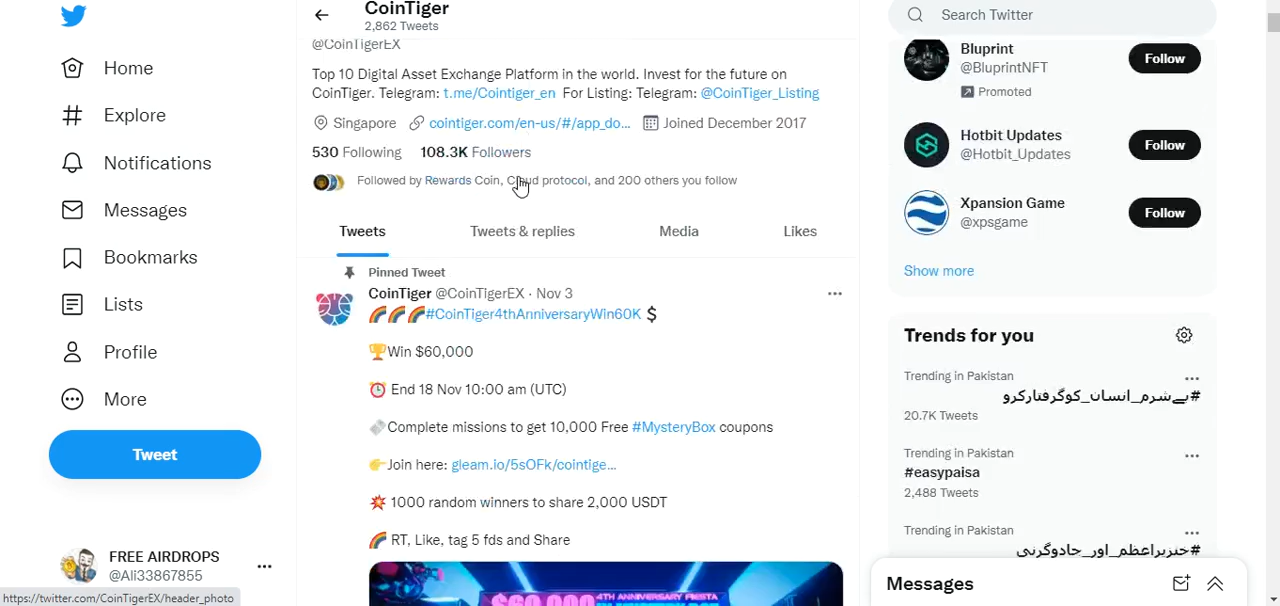 Home
Explore
Notifications
Messages
Bookmarks
Lists
Profile
More
Tweet
FREE AIRDROPS
@Ali33867855
https://twitter.com/CoinTigerEX/header_photo
CoinTiger
2,862 Tweets
@CoinTigerEX
Top 10 Digital Asset Exchange Platform in the world. Invest for the future on
CoinTiger. Telegram: t.me/Cointiger_en For Listing: Telegram: @CoinTiger_Listing
Singapore cointiger.com/en-us/#/app_do... Joined December 2017
530 Following 108.3K Followers
Followed by Rewards Coin, Cloud protocol, and 200 others you follow
Tweets Tweets & replies Media Likes
Pinned Tweet
CoinTiger @CoinTigerEX · Nov 3
🌈🌈🌈#CoinTiger4thAnniversaryWin60K 💲
🏆Win $60,000
⏰ End 18 Nov 10:00 am (UTC)
Complete missions to get 10,000 Free #MysteryBox coupons
👉Join here: gleam.io/5sOFk/cointige...
💥 1000 random winners to share 2,000 USDT
🌈 RT, Like, tag 5 fds and Share
4TH ANNIVERSARY FIESTA
$60,000
Search Twitter
Bluprint
@BluprintNFT
Promoted
Follow
Hotbit Updates
@Hotbit_Updates
Follow
Xpansion Game
@xpsgame
Follow
Show more
Trends for you
Trending in Pakistan
#بےشرم_انسان_کوگرفتارکرو
20.7K Tweets
Trending in Pakistan
#easypaisa
2,488 Tweets
Trending in Pakistan
Messages